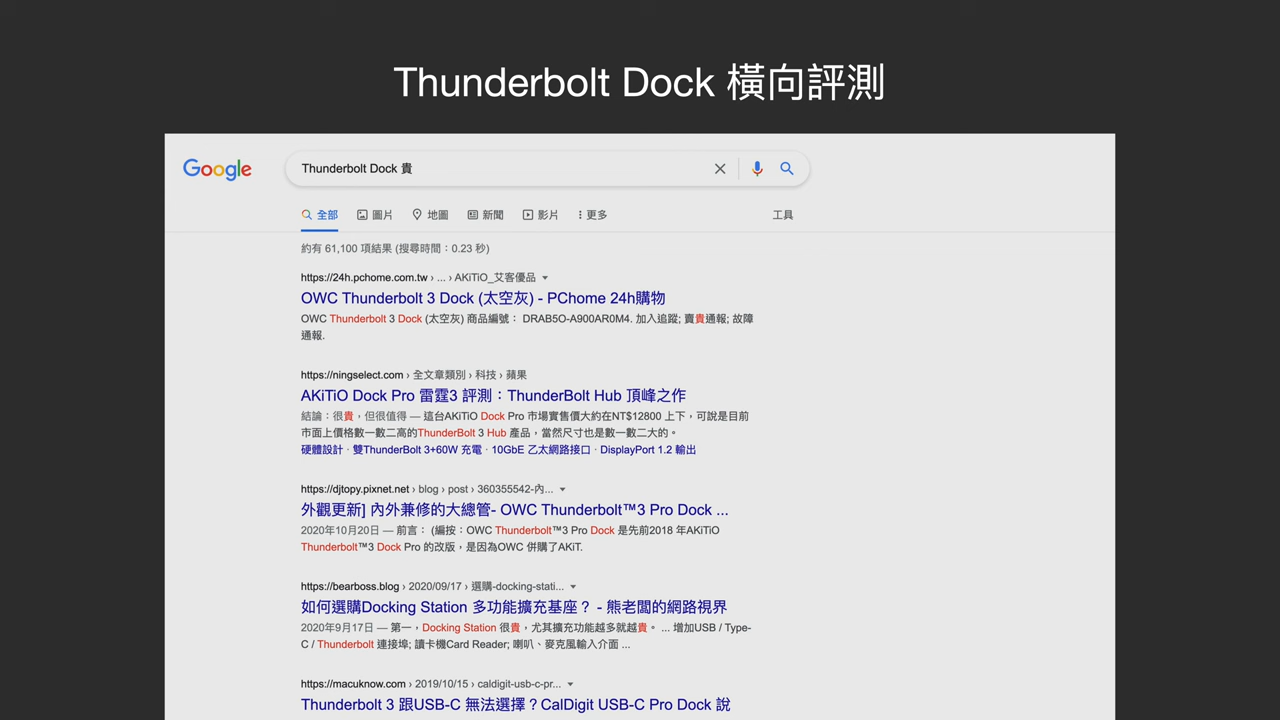 Thunderbolt Dock 橫向評測
Google
Thunderbolt Dock 貴
全部 圖片 地圖 新聞 影片 更多 工具
約有 61,100 項結果 (搜尋時間：0.23 秒)
https://24h.pchome.com.tw › ... › AKiTiO_艾客優品
OWC Thunderbolt 3 Dock (太空灰) - PChome 24h購物
OWC Thunderbolt 3 Dock (太空灰) 商品編號： DRAB5O-A900AR0M4. 加入追蹤; 賣貴通報; 故障
通報.
https://ningselect.com › 全文章類別 › 科技 › 蘋果
AKiTiO Dock Pro 雷霆3 評測：ThunderBolt Hub 頂峰之作
結論：很貴，但很值得 — 這台AKiTiO Dock Pro 市場實售價大約在NT$12800 上下，可說是目前
市面上價格數一數二高的ThunderBolt 3 Hub 產品，當然尺寸也是數一數二大的。
硬體設計 · 雙ThunderBolt 3+60W 充電 · 10GbE 乙太網路接口 · DisplayPort 1.2 輸出
https://djtopy.pixnet.net › blog › post › 360355542-內...
外觀更新] 內外兼修的大總管- OWC Thunderbolt™3 Pro Dock ...
2020年10月20日 — 前言： (編按：OWC Thunderbolt™3 Pro Dock 是先前2018 年AKiTiO
Thunderbolt™3 Dock Pro 的改版，是因為OWC 併購了AKiT.
https://bearboss.blog › 2020/09/17 › 選購-docking-stati...
如何選購Docking Station 多功能擴充基座？ - 熊老闆的網路視界
2020年9月17日 — 第一，Docking Station 很貴，尤其擴充功能越多就越貴。 ... 增加USB / Type-
C / Thunderbolt 連接埠; 讀卡機Card Reader; 喇叭、麥克風輸入介面 ...
https://macuknow.com › 2019/10/15 › caldigit-usb-c-pr...
Thunderbolt 3 跟USB-C 無法選擇？CalDigit USB-C Pro Dock 說